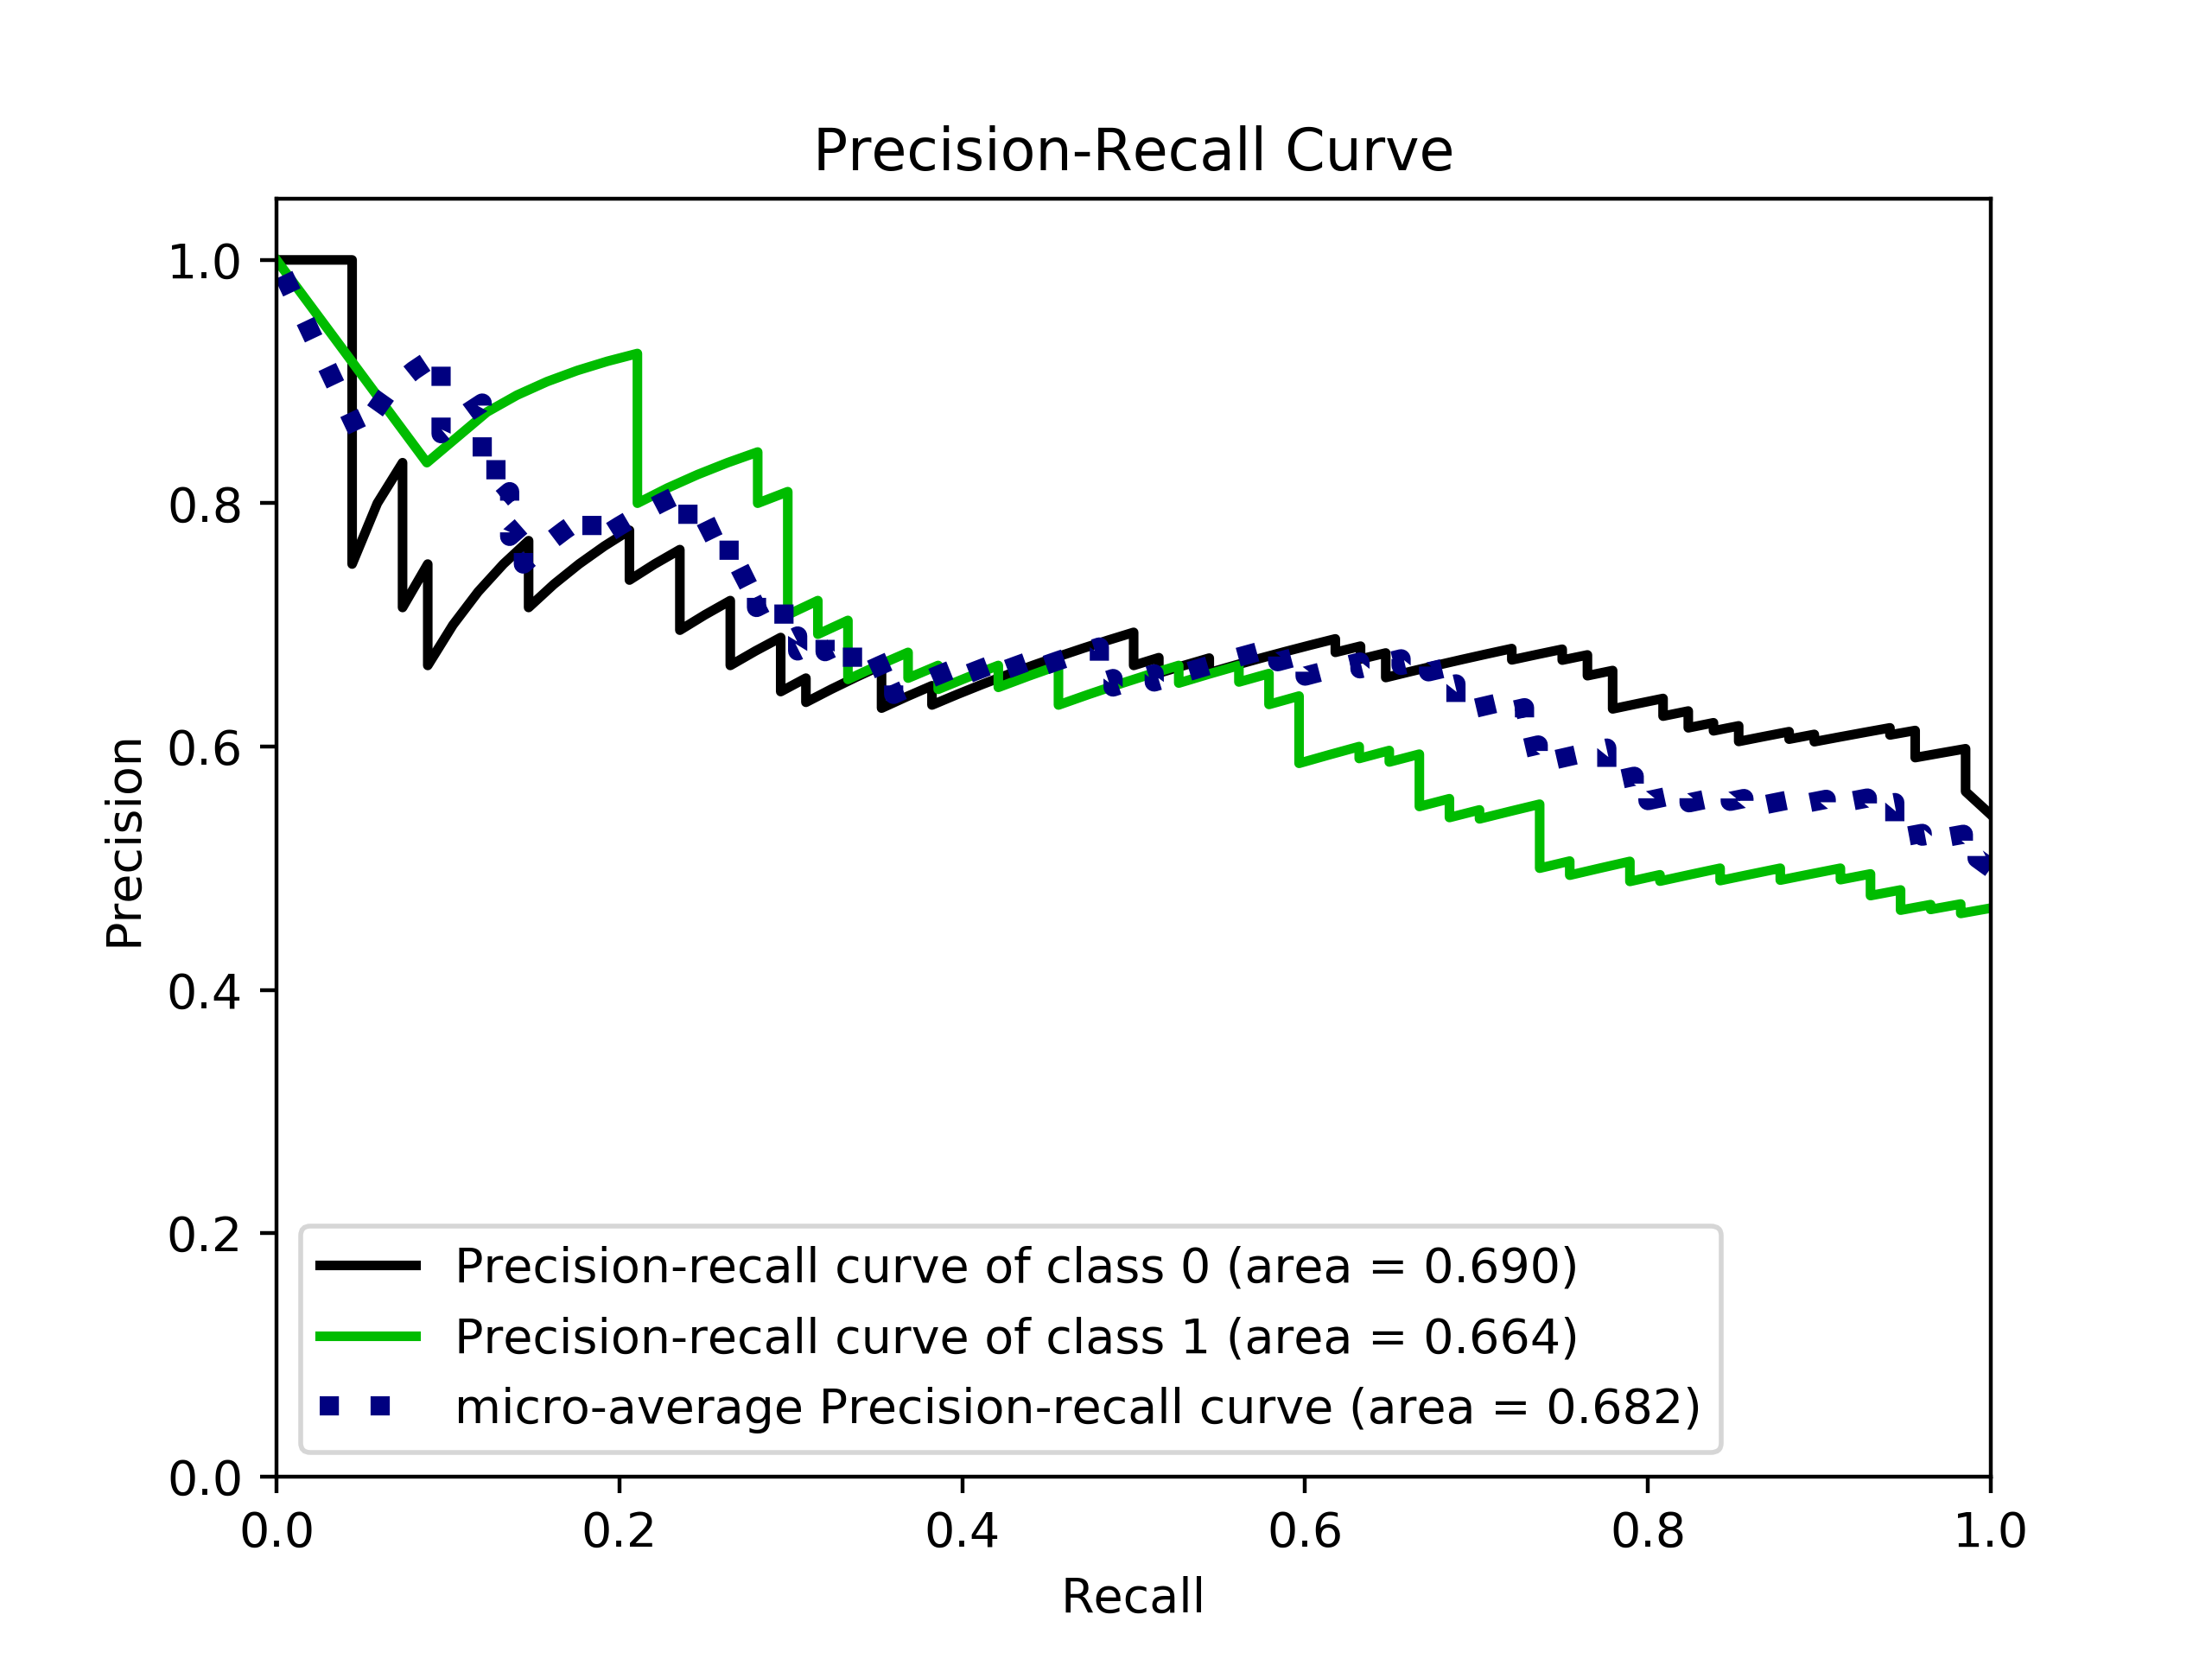 Precision-Recall Curve
1.0
0.8
0.6
0.4
0.2
0.0
Precision
Precision-recall curve of class 0 (area = 0.690)
Precision-recall curve of class 1 (area = 0.664)
micro-average Precision-recall curve (area = 0.682)
0.0 0.2 0.4 0.6 0.8 1.0
Recall